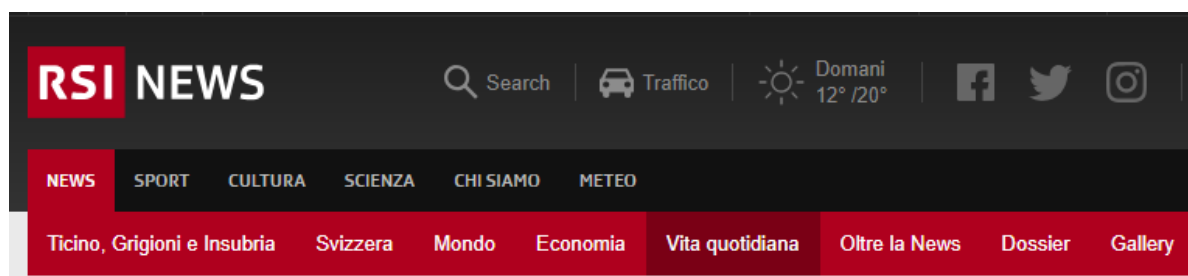 RSI NEWS
Search
Traffico
Domani
12° /20°
NEWS SPORT CULTURA SCIENZA CHI SIAMO METEO
Ticino, Grigioni e Insubria Svizzera Mondo Economia Vita quotidiana Oltre la News Dossier Gallery